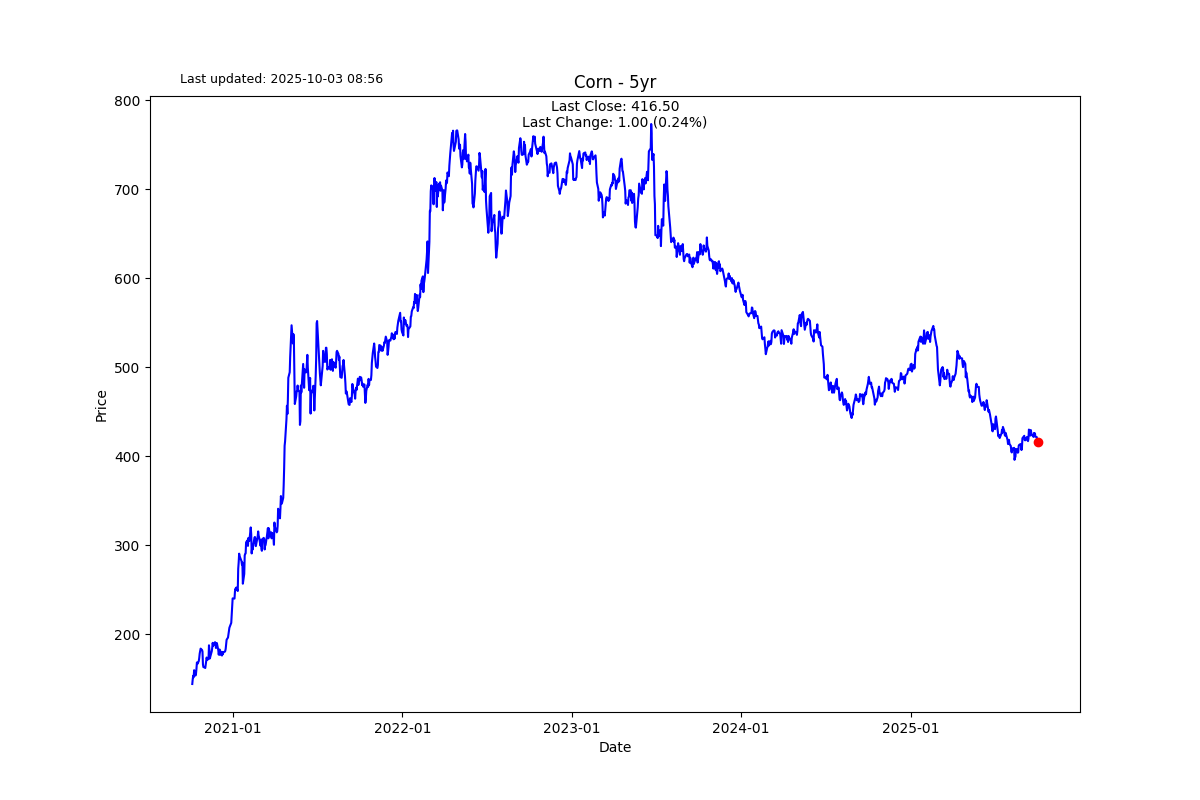 Last updated: 2025-10-03 08:56
Corn - 5yr
Last Close: 416.50
Last Change: 1.00 (0.24%)
800
700
600
500
400
300
200
Price
2021-01
2022-01
2023-01
2024-01
2025-01
Date